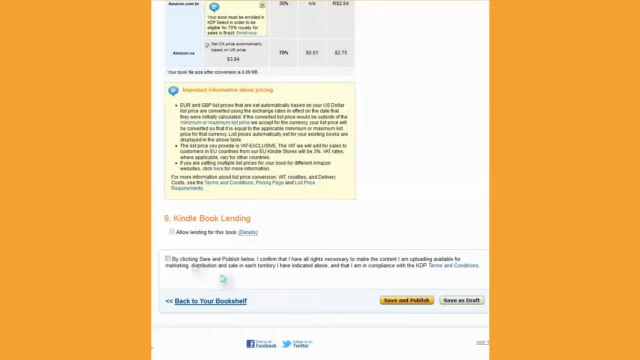 Amazon.com.br
35%
n/a
R$2.84
Your book must be enrolled in
KDP Select in order to be
eligible for 70% royalty for
sales in Brazil. Enroll now
Amazon.ca
Set CA price automatically
based on US price
$3.94
70%
$0.01
$2.75
Your book file size after conversion is 0.09 MB.
Important information about pricing
• EUR and GBP list prices that are set automatically based on your US Dollar
list price are converted using the exchange rates in effect on the date that
they were initially calculated. If the converted price would be outside of the
minimum or maximum list price we accept for the currency, your list price will
be converted so that it is equal to the applicable minimum or maximum list
price for that currency. List prices automatically set for your existing books are
displayed in the above table.
• The list price you provide is VAT-EXCLUSIVE. The VAT we will add for sales to
customers in EU countries from our EU Kindle Stores will be 3%. VAT rates,
where applicable, vary for other countries.
• If you are setting multiple list prices for your book for different Amazon
websites, click here for more information.
For more information about list price conversion, VAT, royalties, and Delivery
Costs, see the Terms and Conditions, Pricing Page and List Price
Requirements.
9. Kindle Book Lending
Allow lending for this book (Details)
By clicking Save and Publish below, I confirm that I have all rights necessary to make the content I am uploading available for
marketing, distribution and sale in each territory I have indicated above, and that I am in compliance with the KDP Terms and Conditions.
<< Back to Your Bookshelf
Save and Publish
Save as Draft
Find us on
Facebook
Follow us on
Twitter